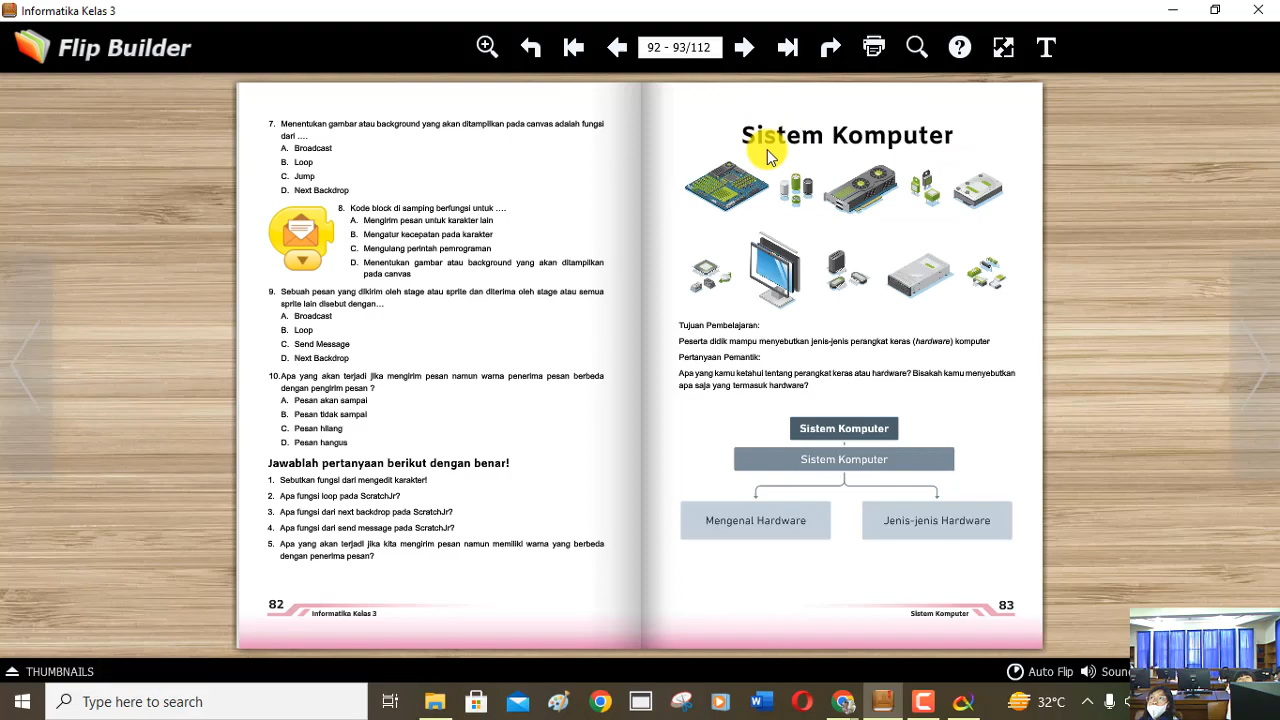 Informatika Kelas 3
Flip Builder
92 - 93/112
7. Menentukan gambar atau background yang akan ditampilkan pada canvas adalah fungsi
dari ….
A. Broadcast
B. Loop
C. Jump
D. Next Backdrop
8. Kode block di samping berfungsi untuk ….
A. Mengirim pesan untuk karakter lain
B. Mengatur kecepatan pada karakter
C. Mengulang perintah pemrograman
D. Menentukan gambar atau background yang akan ditampilkan
pada canvas
9. Sebuah pesan yang dikirim oleh stage atau sprite dan diterima oleh stage atau semua
sprite lain disebut dengan…
A. Broadcast
B. Loop
C. Send Message
D. Next Backdrop
10. Apa yang akan terjadi jika mengirim pesan namun warna penerima pesan berbeda
dengan pengirim pesan ?
A. Pesan akan sampai
B. Pesan tidak sampai
C. Pesan hilang
D. Pesan hangus
Jawablah pertanyaan berikut dengan benar!
1. Sebutkan fungsi dari mengedit karakter!
2. Apa fungsi loop pada ScratchJr?
3. Apa fungsi dari next backdrop pada ScratchJr?
4. Apa fungsi dari send message pada ScratchJr?
5. Apa yang akan terjadi jika kita mengirim pesan namun memiliki warna yang berbeda
dengan penerima pesan?
82
Informatika Kelas 3
Sistem Komputer
Tujuan Pembelajaran:
Peserta didik mampu menyebutkan jenis-jenis perangkat keras (hardware) komputer
Pertanyaan Pemantik:
Apa yang kamu ketahui tentang perangkat keras atau hardware? Bisakah kamu menyebutkan
apa saja yang termasuk hardware?
Sistem Komputer
Sistem Komputer
Mengenal Hardware
Jenis-jenis Hardware
Sistem Komputer
83
THUMBNAILS
Auto Flip
Soun
Type here to search
32°C